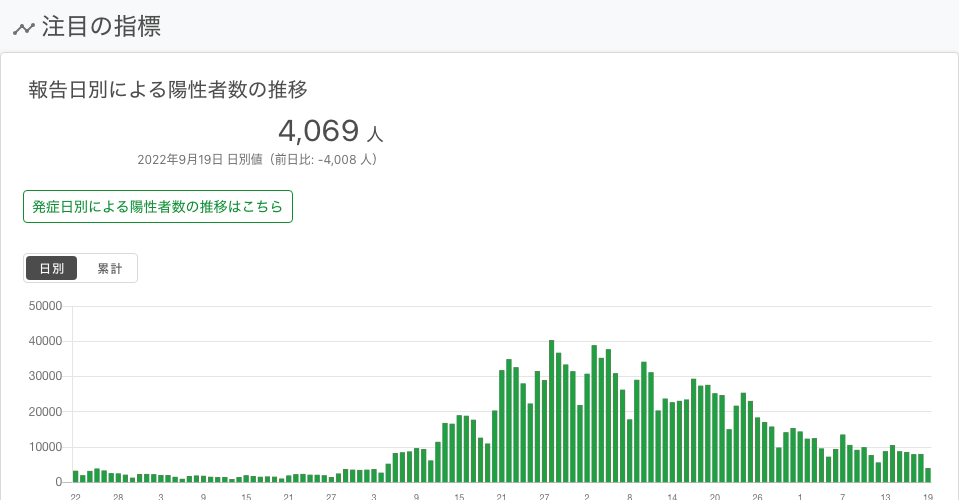 注目の指標
報告日別による陽性者数の推移
4,069 人
2022年9月19日 日別値（前日比: -4,008 人）
発症日別による陽性者数の推移はこちら
日別 累計
50000
40000
30000
20000
10000
0
22 28 3 9 15 21 27 3 9 15 21 27 2 8 14 20 26 1 7 13 19